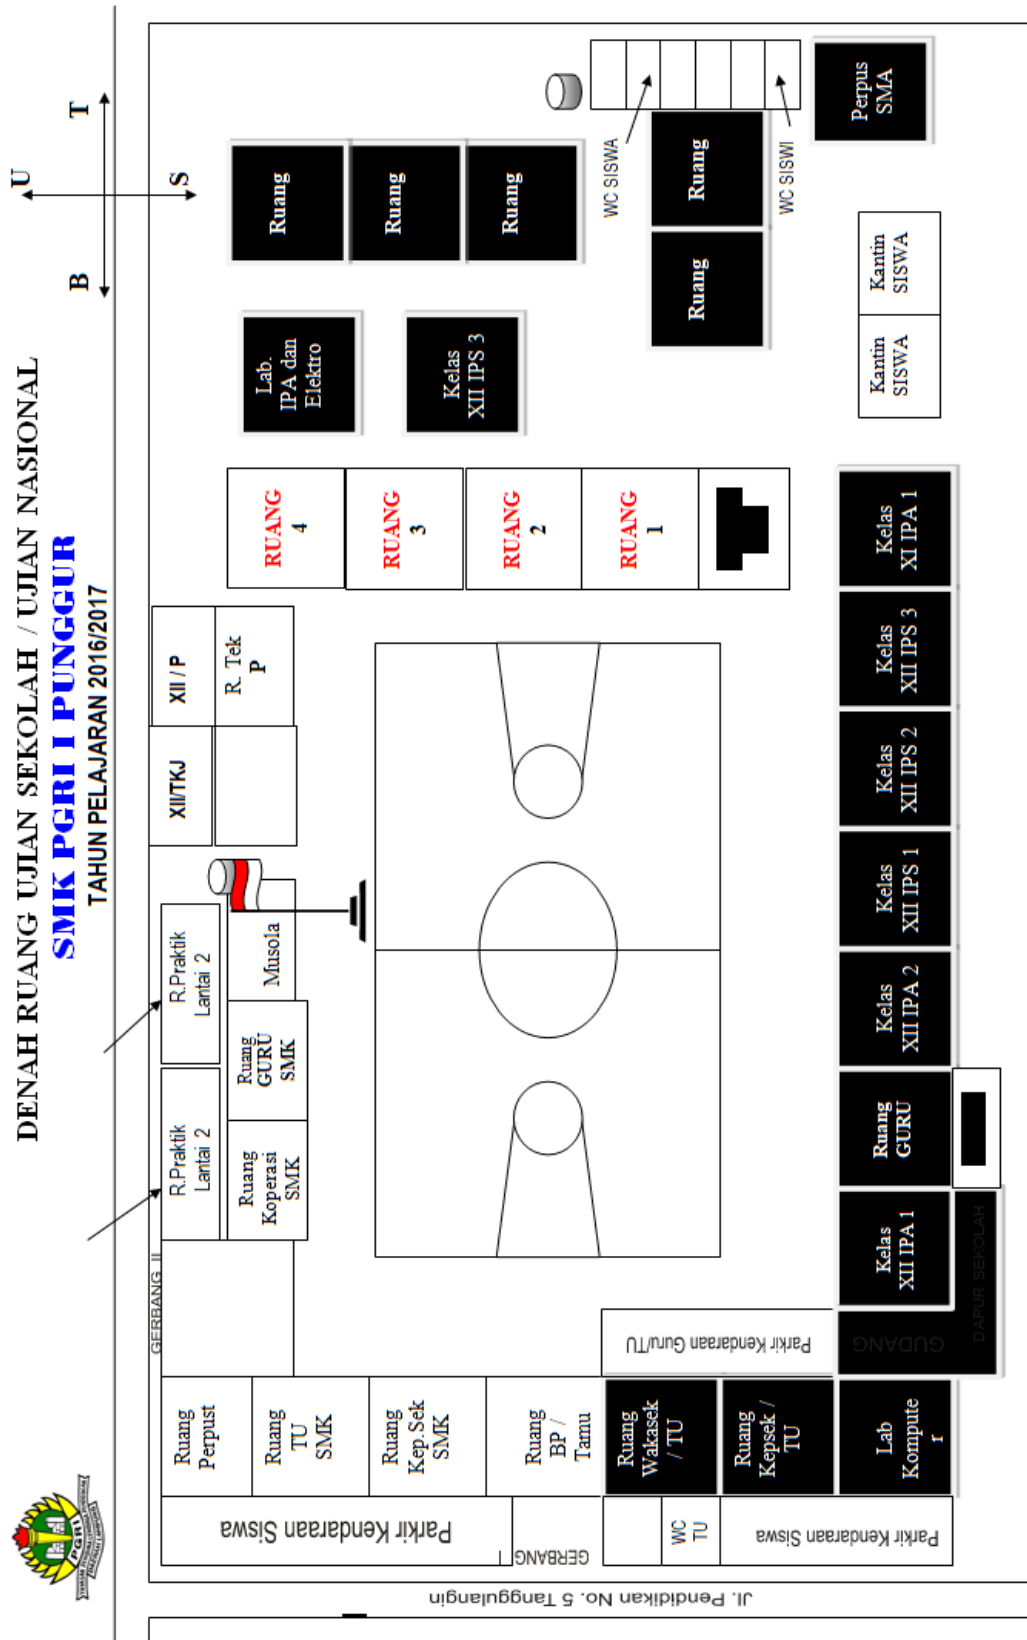 DENAH RUANG UJIAN SEKOLAH / UJIAN NASIONAL
SMK PGRI I PUNGGUR
TAHUN PELAJARAN 2016/2017
U
B
T
S
PGRI
GERBANG II
R.Praktik
Lantai 2
R.Praktik
Lantai 2
XII/TKJ
XII / P
R. Tek
P
Ruang
Koperasi
SMK
Ruang
GURU
SMK
Musola
Ruang
Perpust
Ruang
TU
SMK
Ruang
Kep.Sek
SMK
Ruang
BP /
Tamu
Ruang
Wakasek
/ TU
Ruang
Kepsek /
TU
Lab
Kompute
r
Parkir Kendaraan Siswa
GERBANG I
WC
TU
Parkir Kendaraan Siswa
Jl. Pendidikan No. 5 Tanggulangin
Parkir Kendaraan Guru/TU
GUDANG
DAPUR SEKOLAH
RUANG
4
RUANG
3
RUANG
2
RUANG
1
Lab.
IPA dan
Elektro
Kelas
XII IPS 3
Ruang
Ruang
Ruang
Ruang
Ruang
WC SISWA
WC SISWI
Perpus
SMA
Kantin
SISWA
Kantin
SISWA
Kelas
XII IPA 1
Ruang
GURU
Kelas
XII IPA 2
Kelas
XII IPS 1
Kelas
XII IPS 2
Kelas
XII IPS 3
Kelas
XI IPA 1